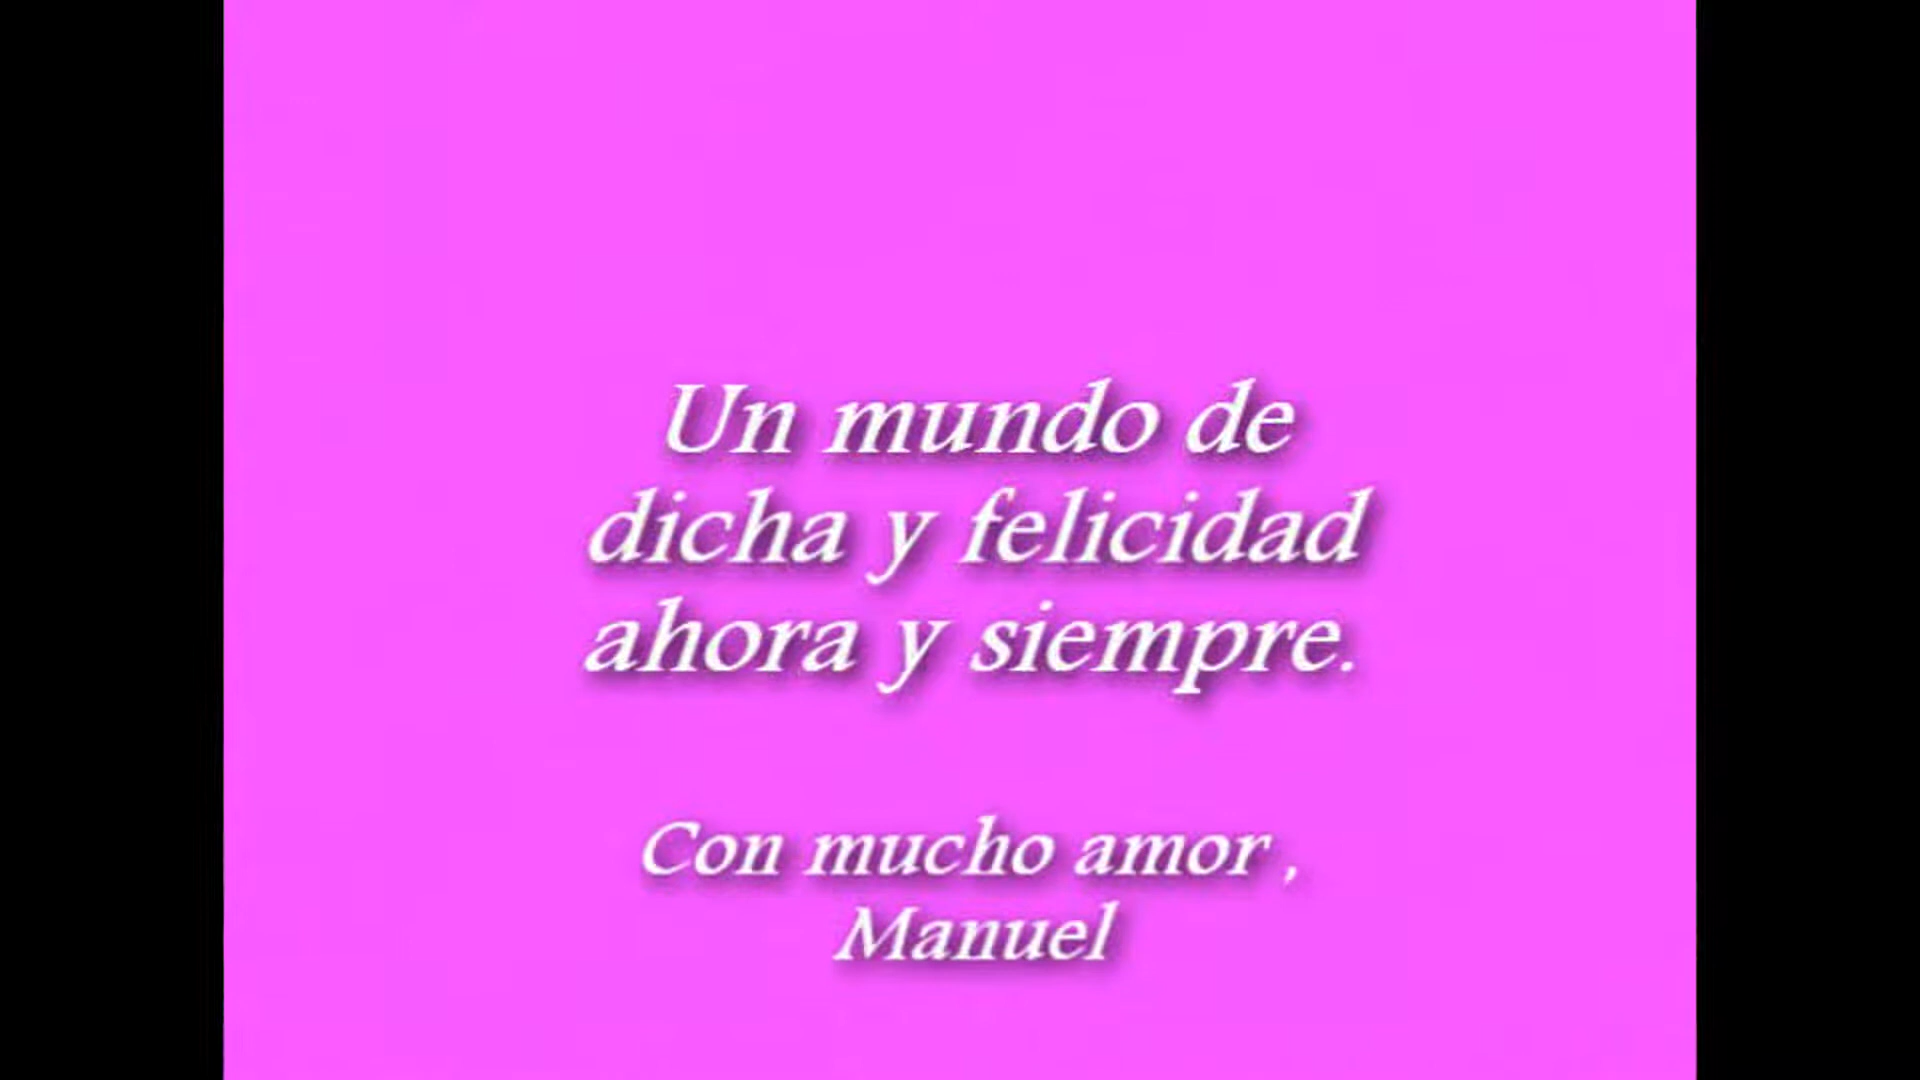 Un mundo de
dicha y felicidad
ahora y siempre.
Con mucho amor ,
Manuel